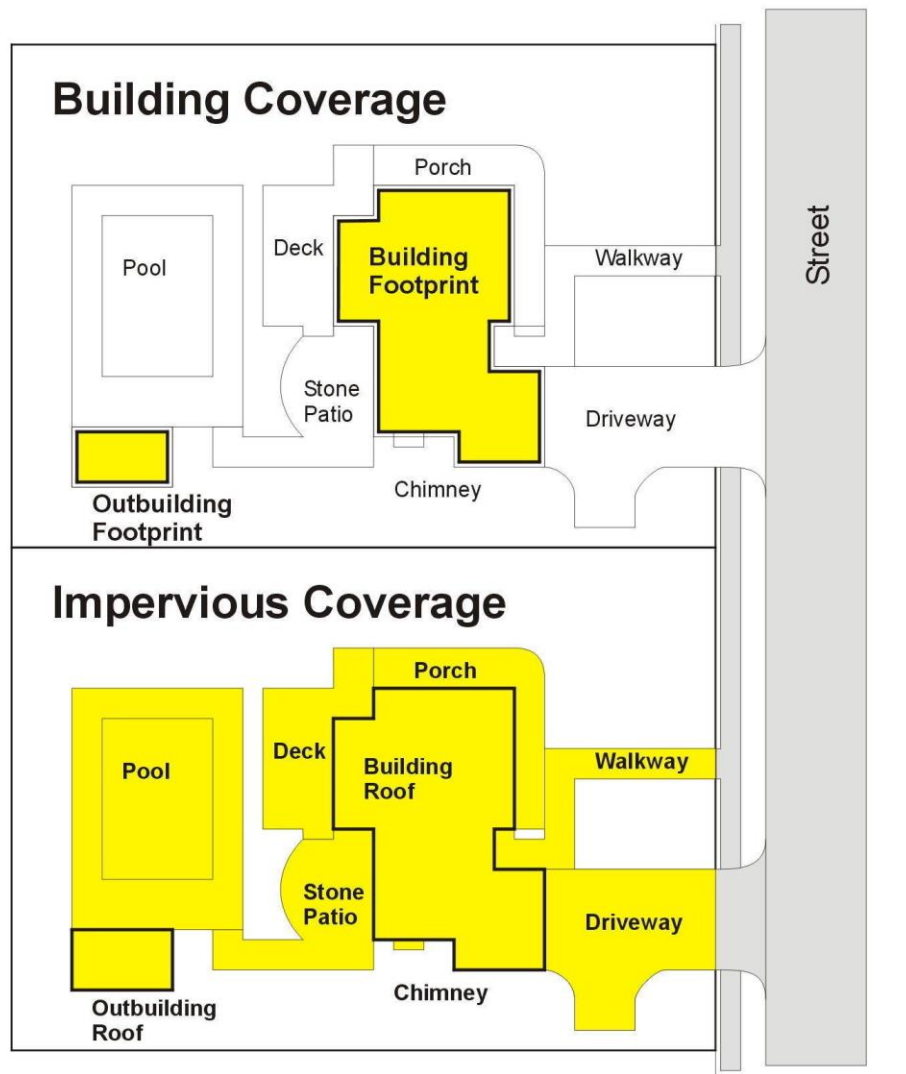 Building Coverage
Porch
Deck
Building
Footprint
Walkway
Pool
Street
Stone
Patio
Driveway
Chimney
Outbuilding
Footprint
Impervious Coverage
Porch
Deck
Building
Roof
Walkway
Pool
Stone
Patio
Driveway
Chimney
Outbuilding
Roof